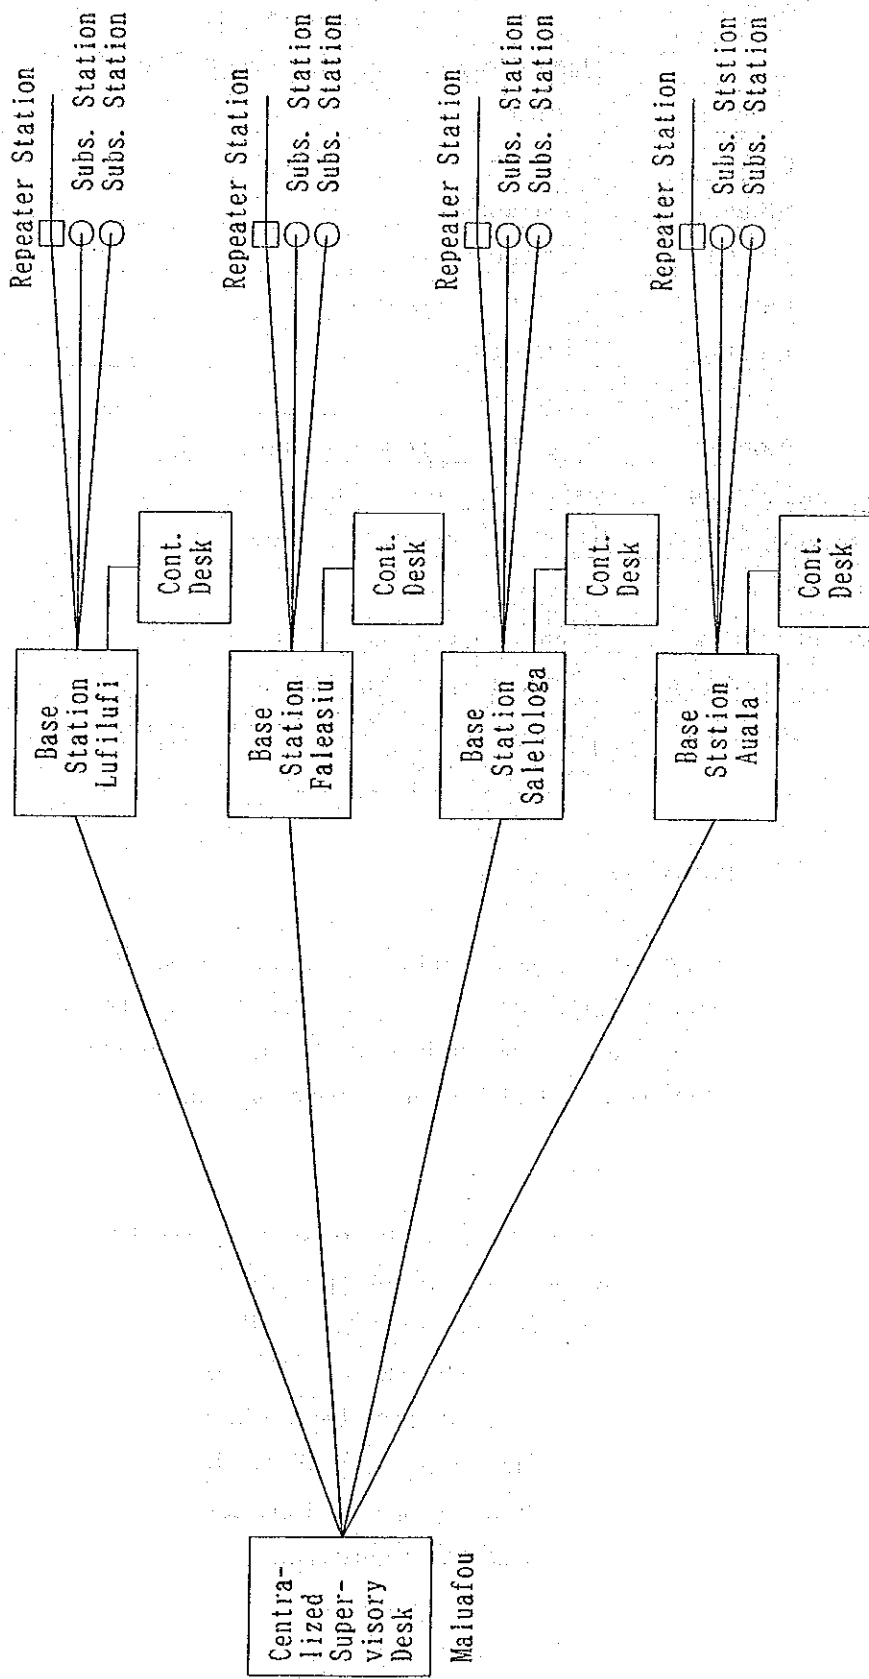 Repeater Station
Subs. Station
Subs. Station
Base
Station
Lufilufi
Cont.
Desk
Repeater Station
Subs. Station
Subs. Station
Base
Station
Faleasiu
Cont.
Desk
Repeater Station
Subs. Station
Subs. Station
Base
Station
Salelologa
Cont.
Desk
Repeater Station
Subs. Ststion
Subs. Station
Base
Ststion
Auala
Cont.
Desk
Centra-
lized
Super-
visory
Desk
Maluafou